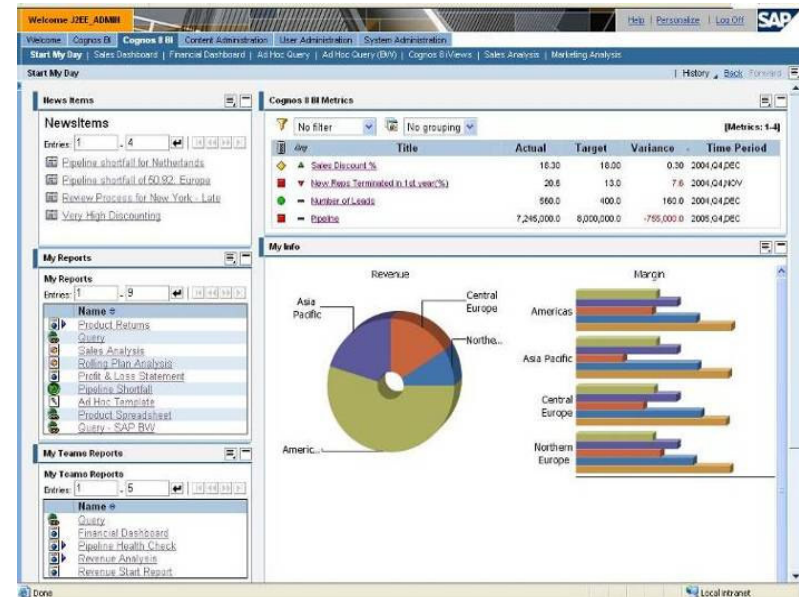 Welcome J2EE_ADMIN
Help | Personalize | Log Off
SAP
Welcome Cognos BI Cognos 8 BI Content Administration User Administration System Administration
Start My Day | Sales Dashboard | Financial Dashboard | Ad Hoc Query | Ad Hoc Query (BW) | Cognos 8 Views | Sales Analysis | Marketing Analysis
Start My Day
| History Back Forward
News Items
NewsItems
Entries: 1 - 4
Pipeline shortfall for Netherlands
Pipeline shortfall of 50.92, Europa
Review Process for New York - Late
Very High Discounting
My Reports
My Reports
Entries: 1 - 9
Name
Product Returns
Query
Sales Analysis
Rolling Plan Analysis
Profit & Loss Statement
Pipeline Shortfall
Ad Hoc Template
Product Spreadsheet
Query - SAP BW
My Teams Reports
My Teams Reports
Entries: 1 - 5
Name
Query
Financial Dashboard
Pipeline Health Check
Revenue Analysis
Revenue Start Report
Cognos 8 BI Metrics
No filter No grouping [Metrics: 1-4]
Title Actual Target Variance Time Period
Sales Discount % 18.30 18.00 0.30 2004,Q4,DEC
New Reps Terminated in 1st year(%) 20.6 13.0 7.6 2004,Q4,NOV
Number of Leads 560.0 400.0 160.0 2004,Q4,DEC
Pipeline 7,245,000.0 8,000,000.0 -755,000.0 2005,Q4,DEC
My Info
Revenue
Asia Pacific
Central Europe
Northe...
Americ...
Margin
Americas
Asia Pacific
Central Europe
Northern Europe
Done
Local intranet